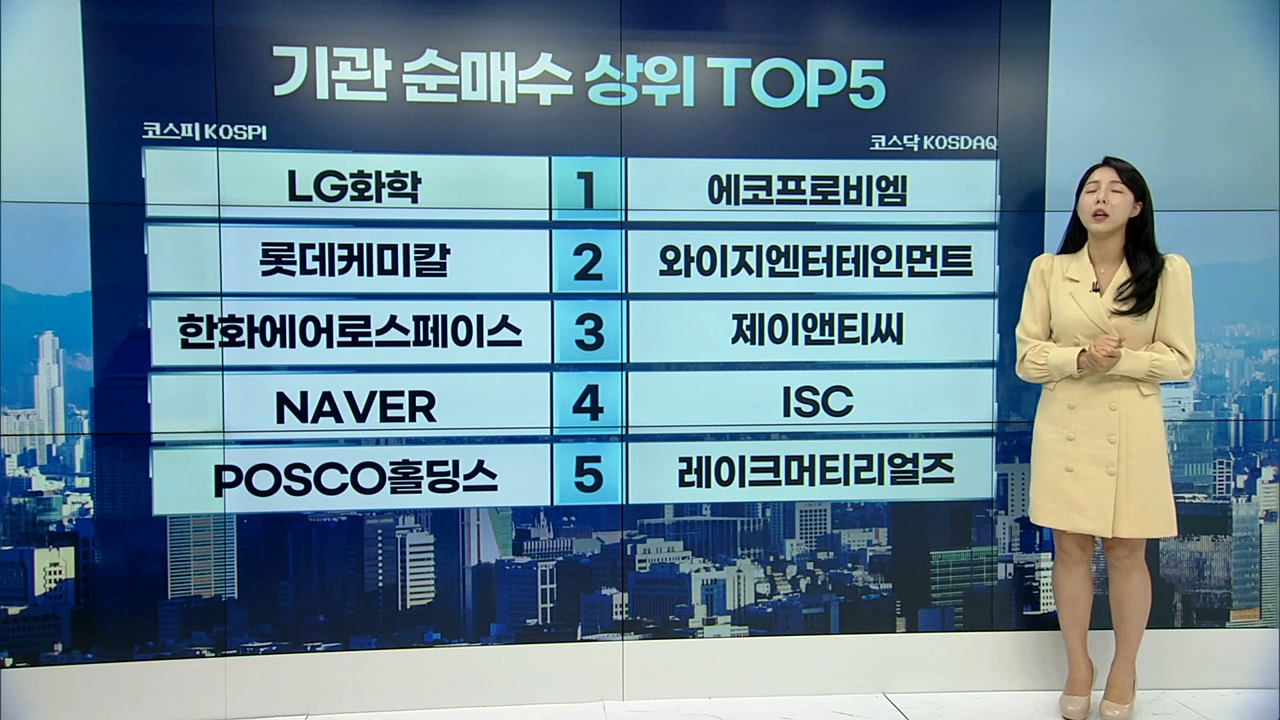 기관 순매수 상위 TOP5
코스피 KOSPI
코스닥 KOSDAQ
LG화학 1 에코프로비엠
롯데케미칼 2 와이지엔터테인먼트
한화에어로스페이스 3 제이앤티씨
NAVER 4 ISC
POSCO홀딩스 5 레이크머티리얼즈